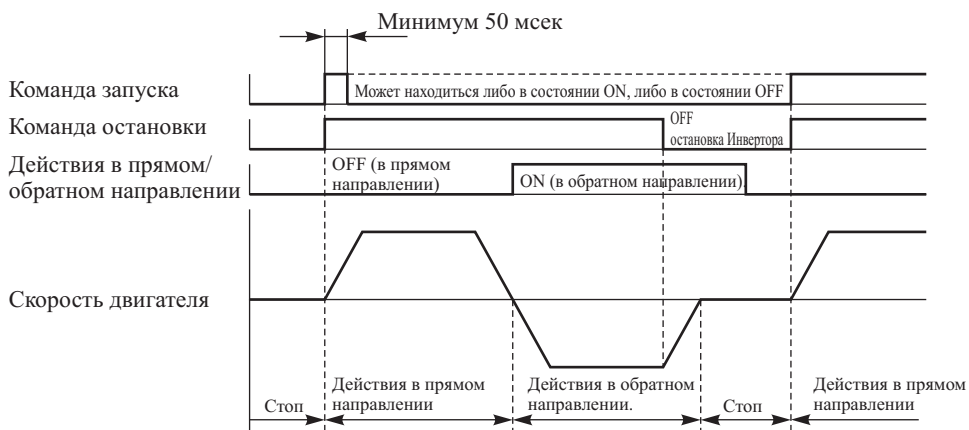 Минимум 50 мсек
Команда запуска
Может находиться либо в состоянии ON, либо в состоянии OFF
Команда остановки
OFF
остановка Инвертора
Действия в прямом/
обратном направлении
OFF (в прямом
направлении)
ON (в обратном направлении).
Скорость двигателя
Стоп
Действия в прямом
направлении
Действия в обратном
направлении.
Стоп
Действия в прямом
направлении